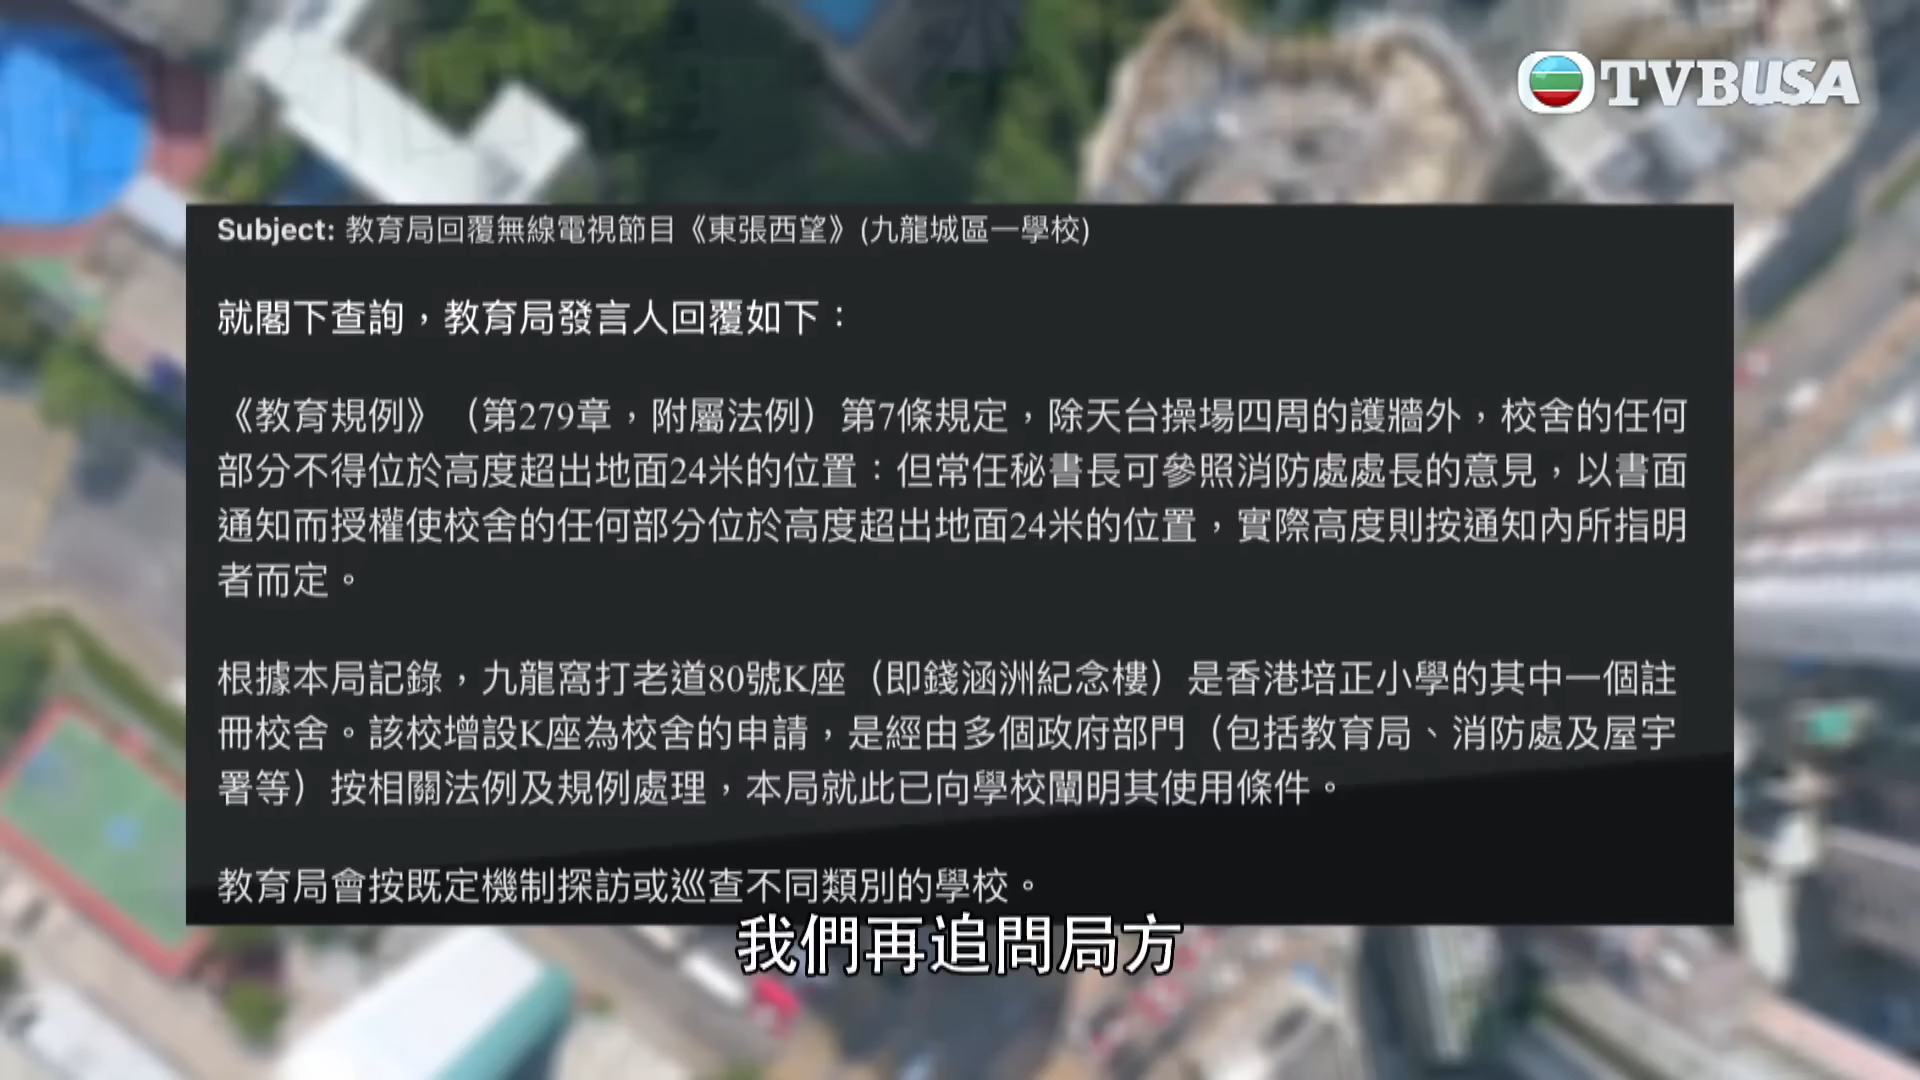 TVBUSA
Subject: 教育局回覆無線電視節目《東張西望》(九龍城區一學校)
就閣下查詢，教育局發言人回覆如下：
《教育規例》（第279章，附屬法例）第7條規定，除天台操場四周的護牆外，校舍的任何
部分不得位於高度超出地面24米的位置：但常任秘書長可參照消防處處長的意見，以書面
通知而授權使校舍的任何部分位於高度超出地面24米的位置，實際高度則按通知內所指明
者而定。
根據本局記錄，九龍窩打老道80號K座（即錢涵洲紀念樓）是香港培正小學的其中一個註
冊校舍。該校增設K座為校舍的申請，是經由多個政府部門（包括教育局、消防處及屋宇
署等）按相關法例及規例處理，本局就此已向學校闡明其使用條件。
教育局會按既定機制探訪或巡查不同類別的學校。
我們再追問局方